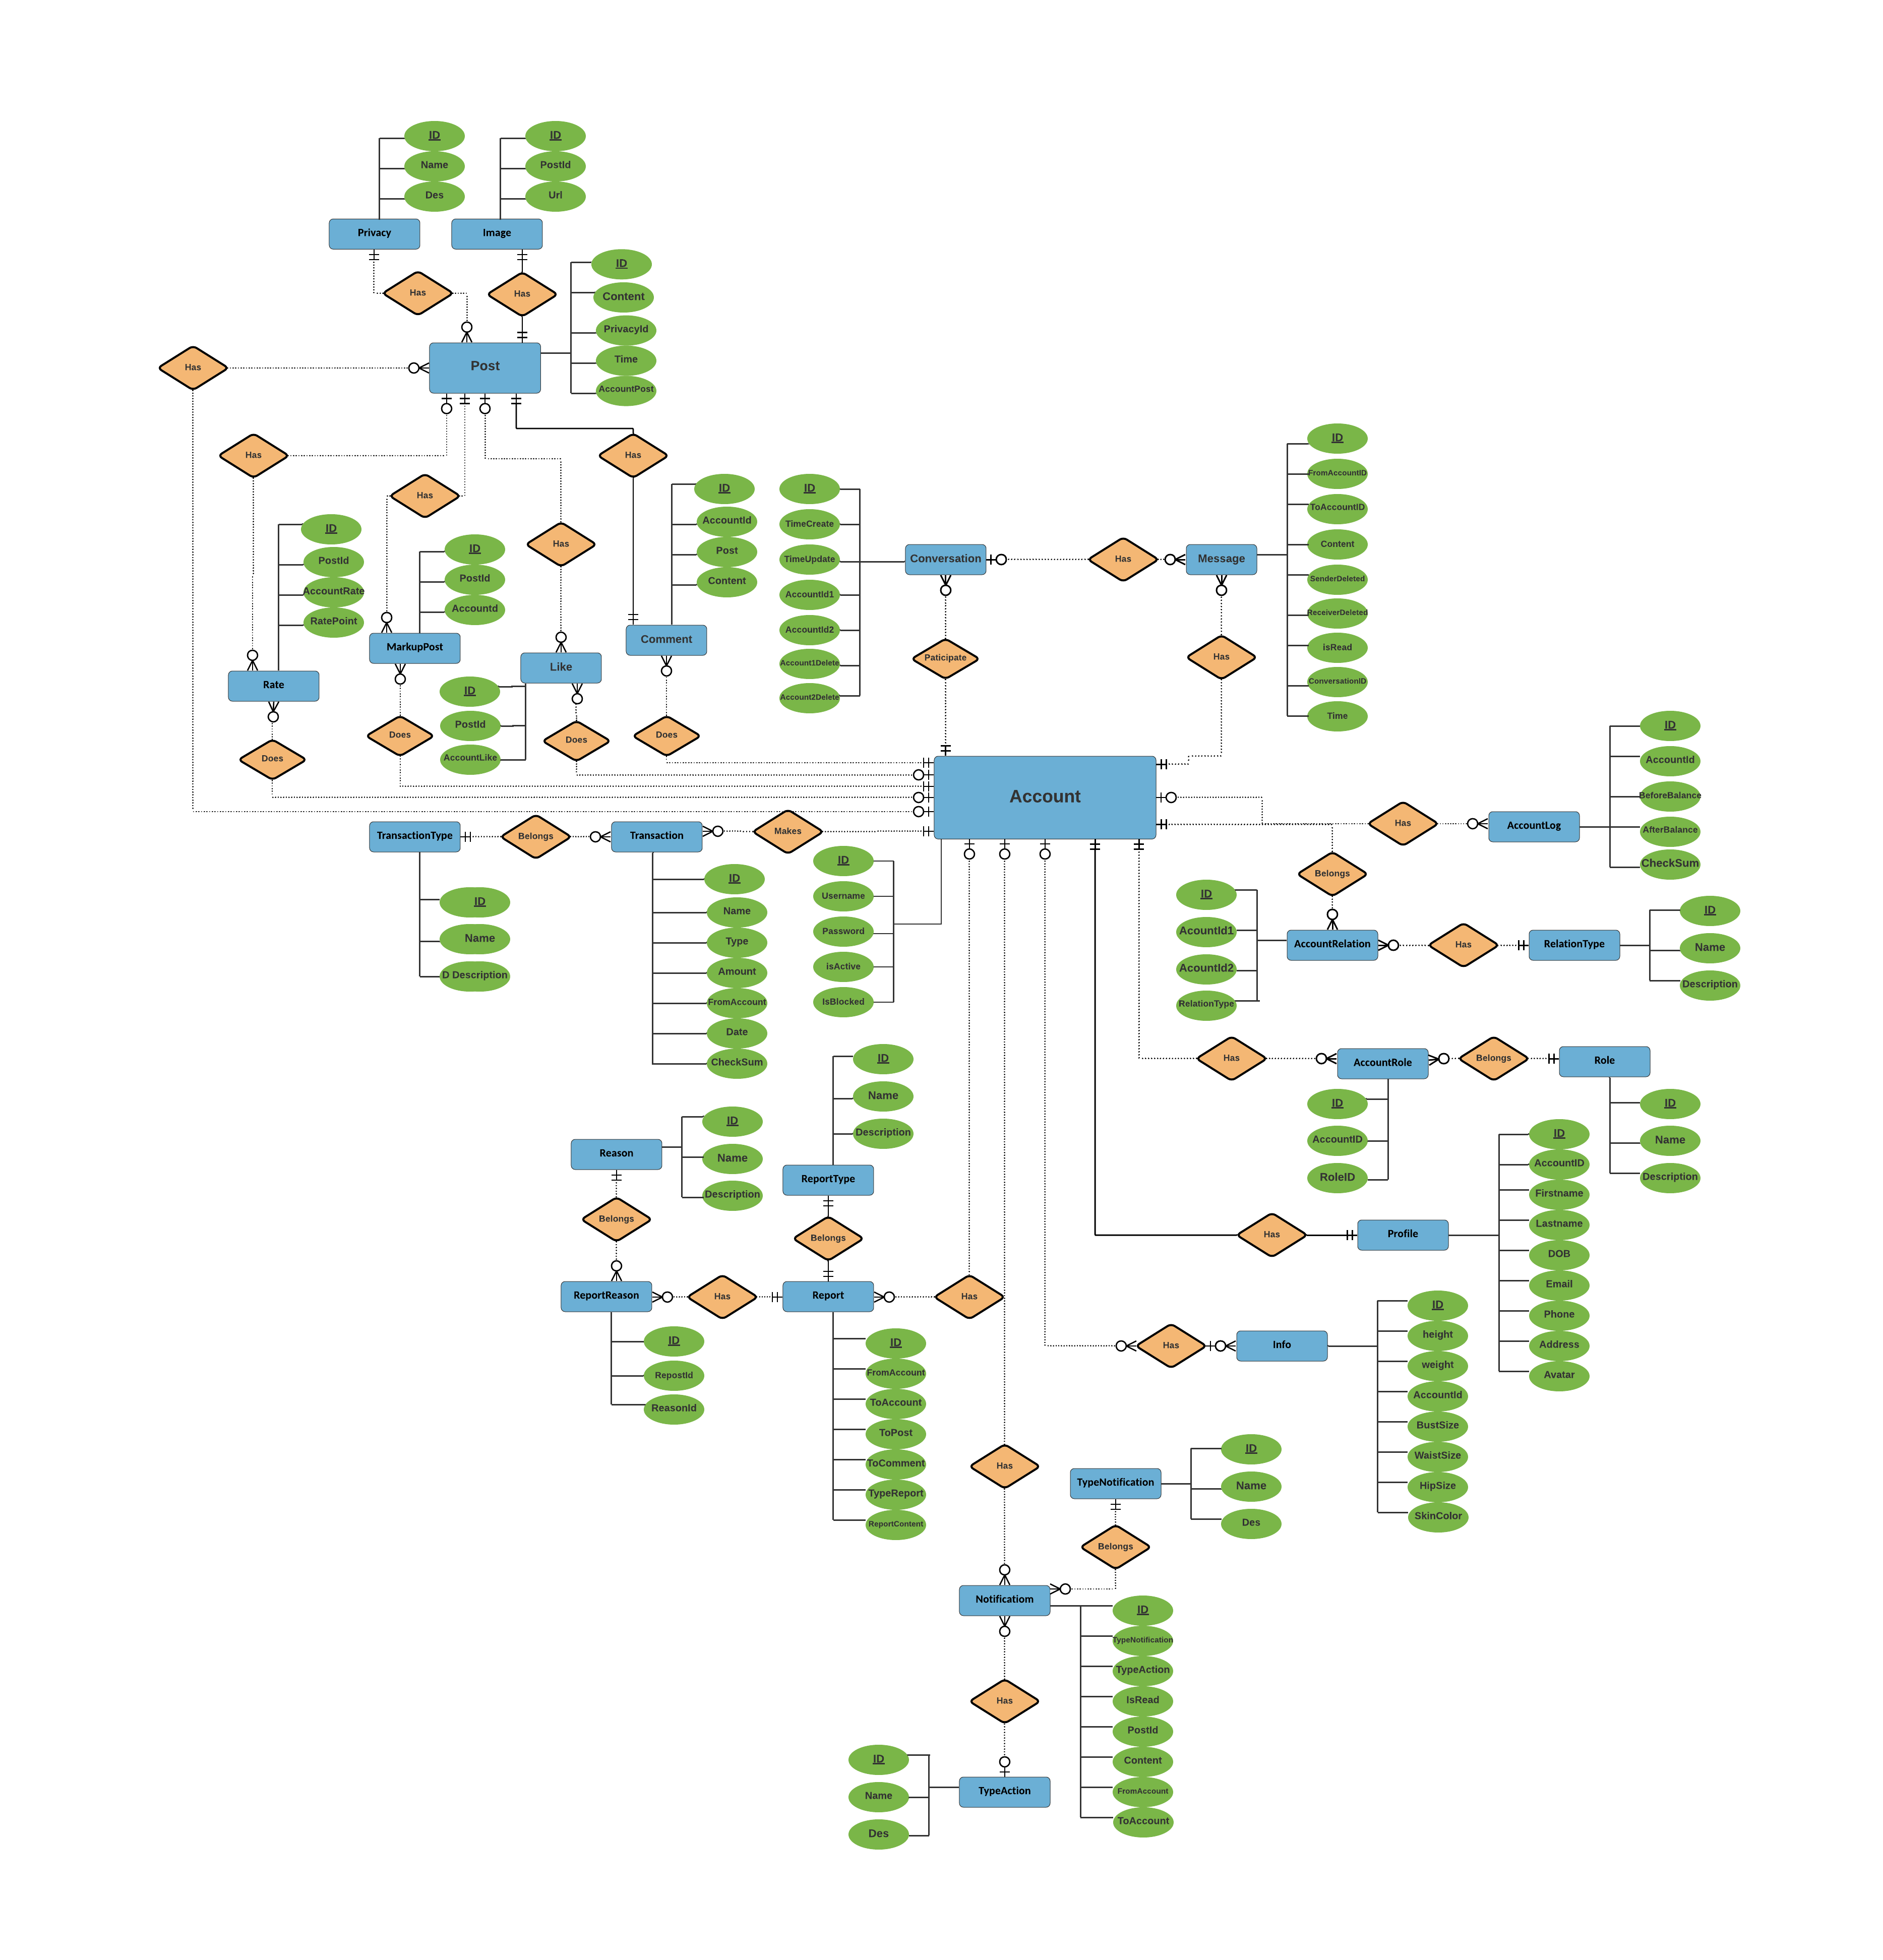 ID
Name
Des
Privacy
ID
PostId
Url
Image
Has
Has
ID
Content
PrivacyId
Time
AccountPost
Post
Has
Has
Has
Has
Has
ID
PostId
AccountRate
RatePoint
Rate
ID
PostId
Accountd
MarkupPost
ID
PostId
AccountLike
Like
ID
AccountId
Post
Content
Comment
Does
Does
Does
Does
ID
TimeCreate
TimeUpdate
AccountId1
AccountId2
Account1Delete
Account2Delete
Conversation
Has
Message
ID
FromAccountID
ToAccountID
Content
SenderDeleted
ReceiverDeleted
isRead
ConversationID
Time
Paticipate
Has
Account
TransactionType
Belongs
Transaction
Makes
ID
Name
D Description
ID
Name
Type
Amount
FromAccount
Date
CheckSum
ID
Username
Password
isActive
IsBlocked
Has
AccountLog
ID
AccountId
BeforeBalance
AfterBalance
CheckSum
Belongs
ID
AcountId1
AcountId2
RelationType
AccountRelation
Has
RelationType
ID
Name
Description
Has
AccountRole
Belongs
Role
ID
AccountID
RoleID
ID
Name
Description
Has
Profile
ID
AccountID
Firstname
Lastname
DOB
Email
Phone
Address
Avatar
Has
Info
ID
height
weight
AccountId
BustSize
WaistSize
HipSize
SkinColor
Reason
ID
Name
Description
ID
Name
Description
ReportType
Belongs
Belongs
ReportReason
Has
Report
Has
ID
RepostId
ReasonId
ID
FromAccount
ToAccount
ToPost
ToComment
TypeReport
ReportContent
Has
TypeNotification
ID
Name
Des
Belongs
Notificatiom
ID
TypeNotification
TypeAction
IsRead
PostId
Content
FromAccount
ToAccount
Has
ID
Name
Des
TypeAction